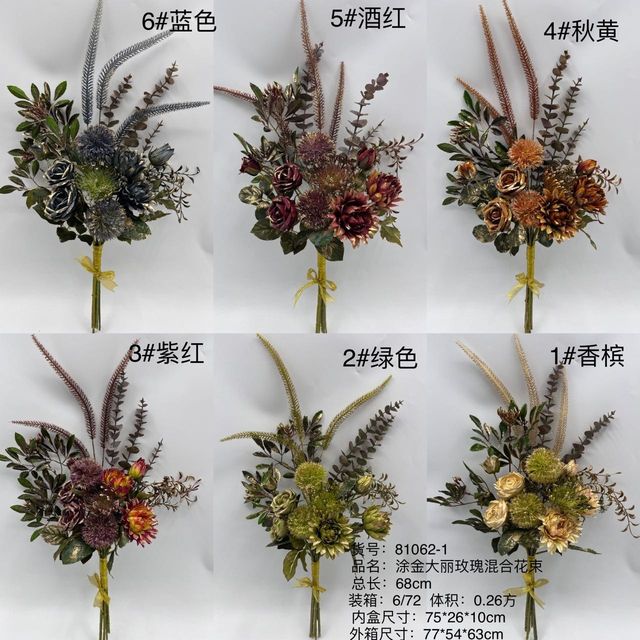 6#蓝色
5#酒红
4#秋黄
3#紫红
2#绿色
1#香槟
货号：81062-1
品名：涂金大丽玫瑰混合花束
总长：68cm
装箱：6/72 体积：0.26方
内盒尺寸：75*26*10cm
外箱尺寸：77*54*63cm